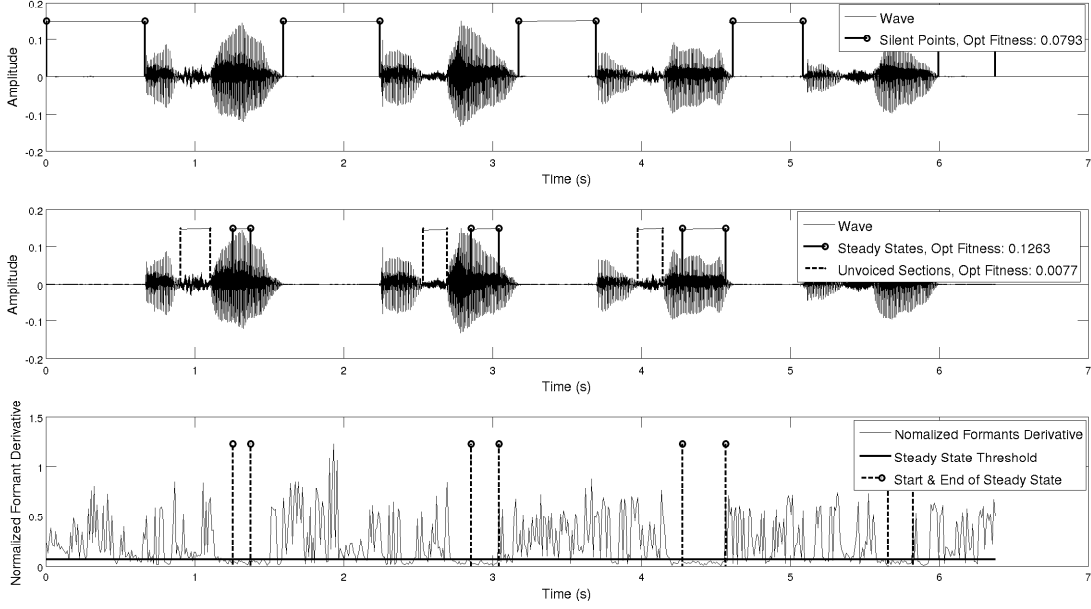 0.2
0.1
0
-0.1
-0.2
Amplitude
0 1 2 3 4 5 6 7
Time (s)
Wave
Silent Points, Opt Fitness: 0.0793
0.2
0.1
0
-0.1
-0.2
Amplitude
0 1 2 3 4 5 6 7
Time (s)
Wave
Steady States, Opt Fitness: 0.1263
Unvoiced Sections, Opt Fitness: 0.0077
1.5
1
0.5
0
Normalized Formant Derivative
0 1 2 3 4 5 6 7
Time (s)
Nomalized Formants Derivative
Steady State Threshold
Start & End of Steady State